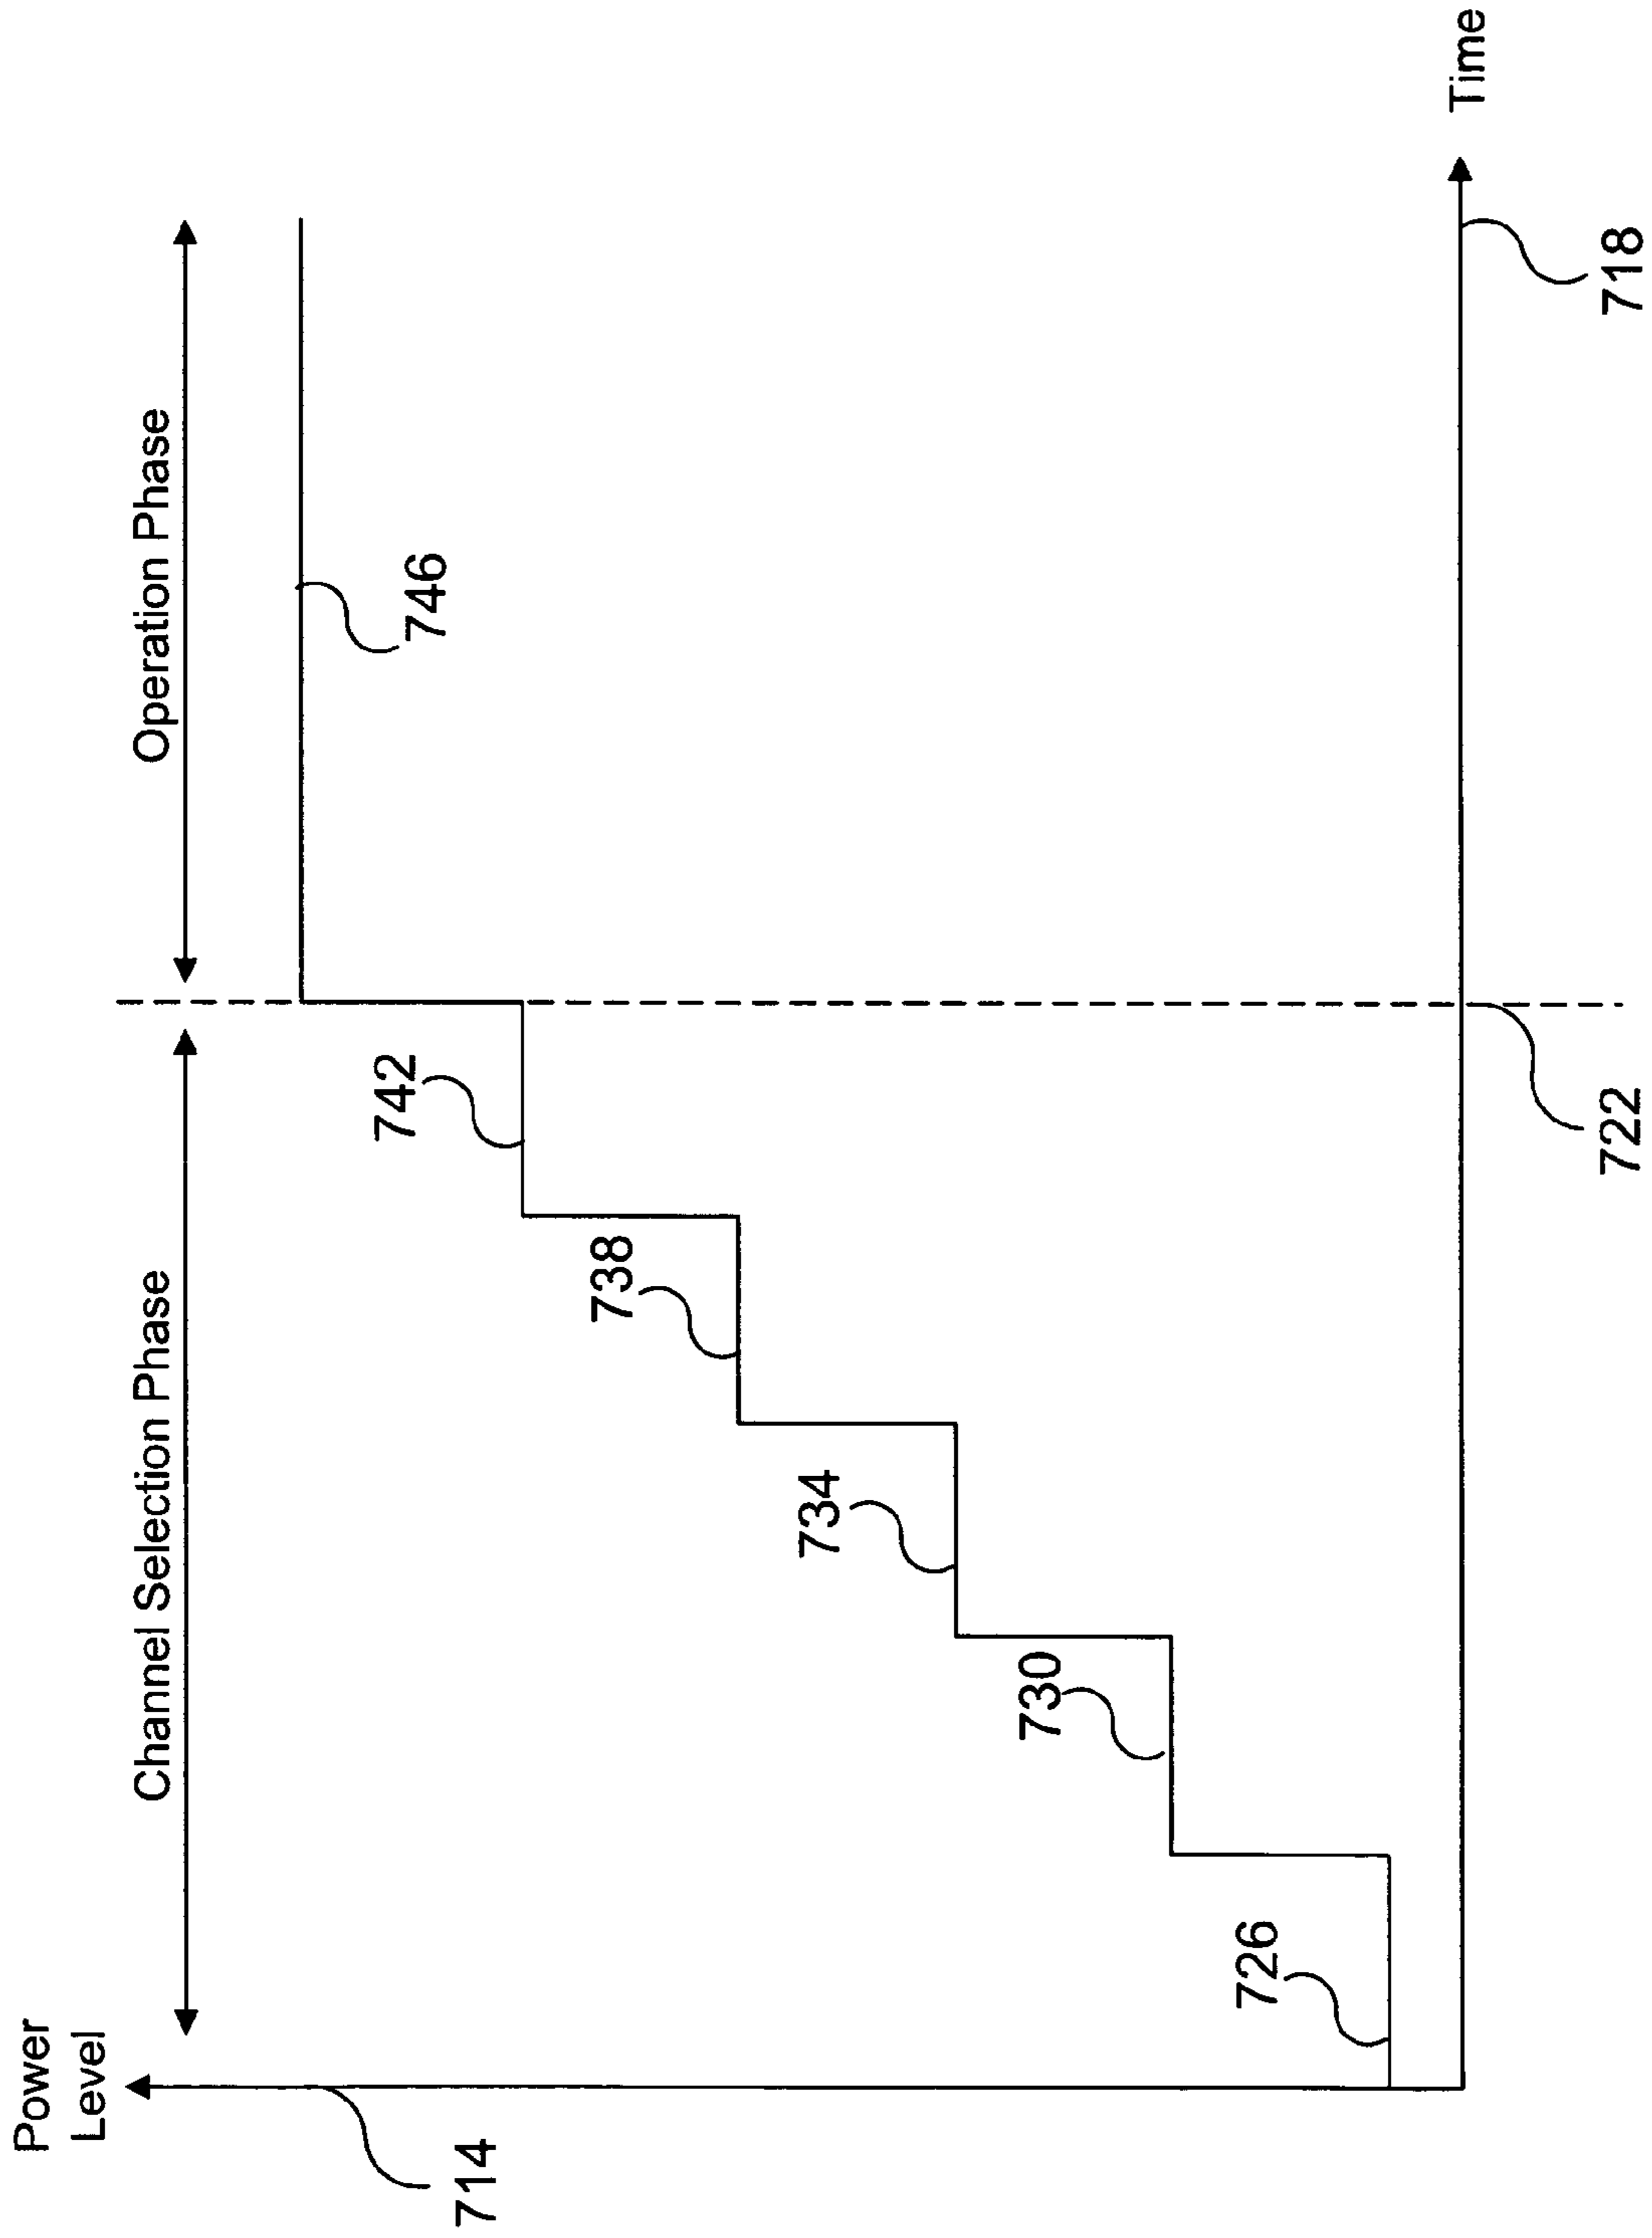 Power
Level
Channel Selection Phase
Operation Phase
714
742
746
738
734
730
726
722
718
Time